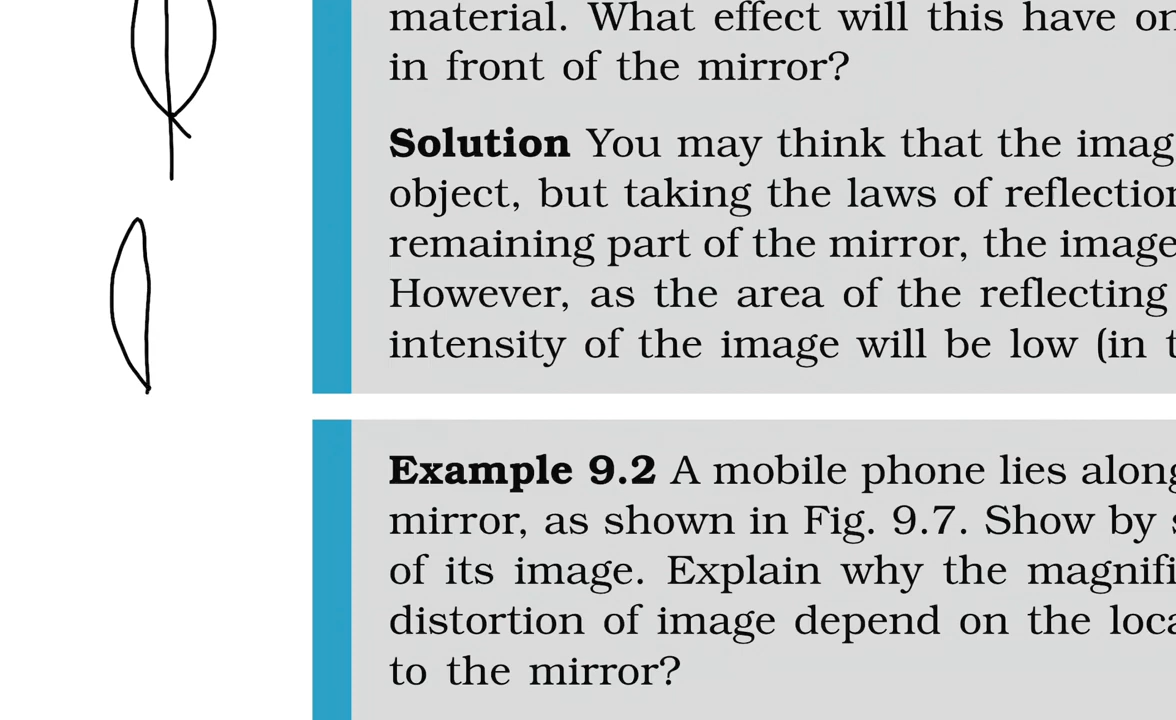 material. What effect will this have on
in front of the mirror?
Solution You may think that the imag
object, but taking the laws of reflection
remaining part of the mirror, the image
However, as the area of the reflecting
intensity of the image will be low (in t
Example 9.2 A mobile phone lies along
mirror, as shown in Fig. 9.7. Show by s
of its image. Explain why the magnifi
distortion of image depend on the loca
to the mirror?